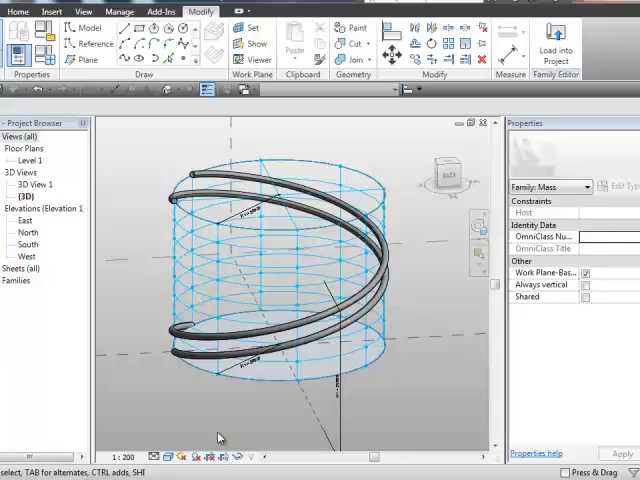 Home Insert View Manage Add-Ins Modify
Model Set Paint
Reference Show Paste Cut Load into
Plane Viewer Join Project
Properties Draw Work Plane Clipboard Geometry Modify Measure Family Editor
Project Browser
Properties
Views (all)
Floor Plans
Level 1
3D Views
3D View 1
(3D)
Elevations (Elevation 1
East
North
South
West
Sheets (all)
Families
BACK
Family: Mass
Edit Type
Constraints
Host
Identity Data
OmniClass Nu...
OmniClass Title
Other
Work Plane-Bas...
Always vertical
Shared
1 : 200
Properties help
Apply
select, TAB for alternates, CTRL adds, SHI
Press & Drag